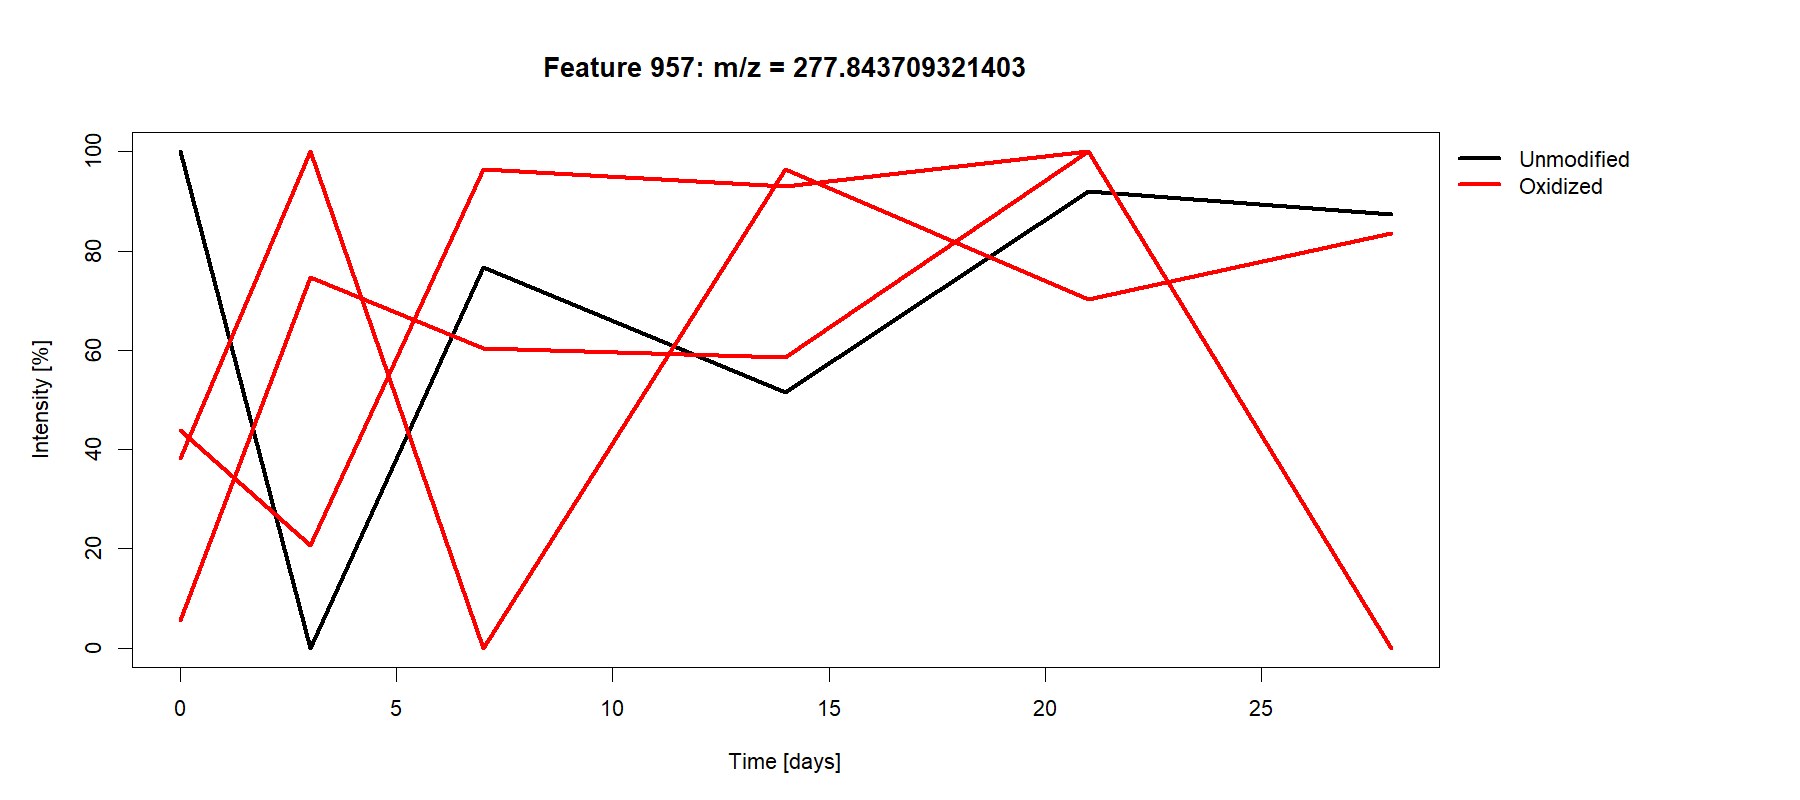 Feature 957: m/z = 277.843709321403
Unmodified
Oxidized
100
80
60
40
20
0
Intensity [%]
0 5 10 15 20 25
Time [days]